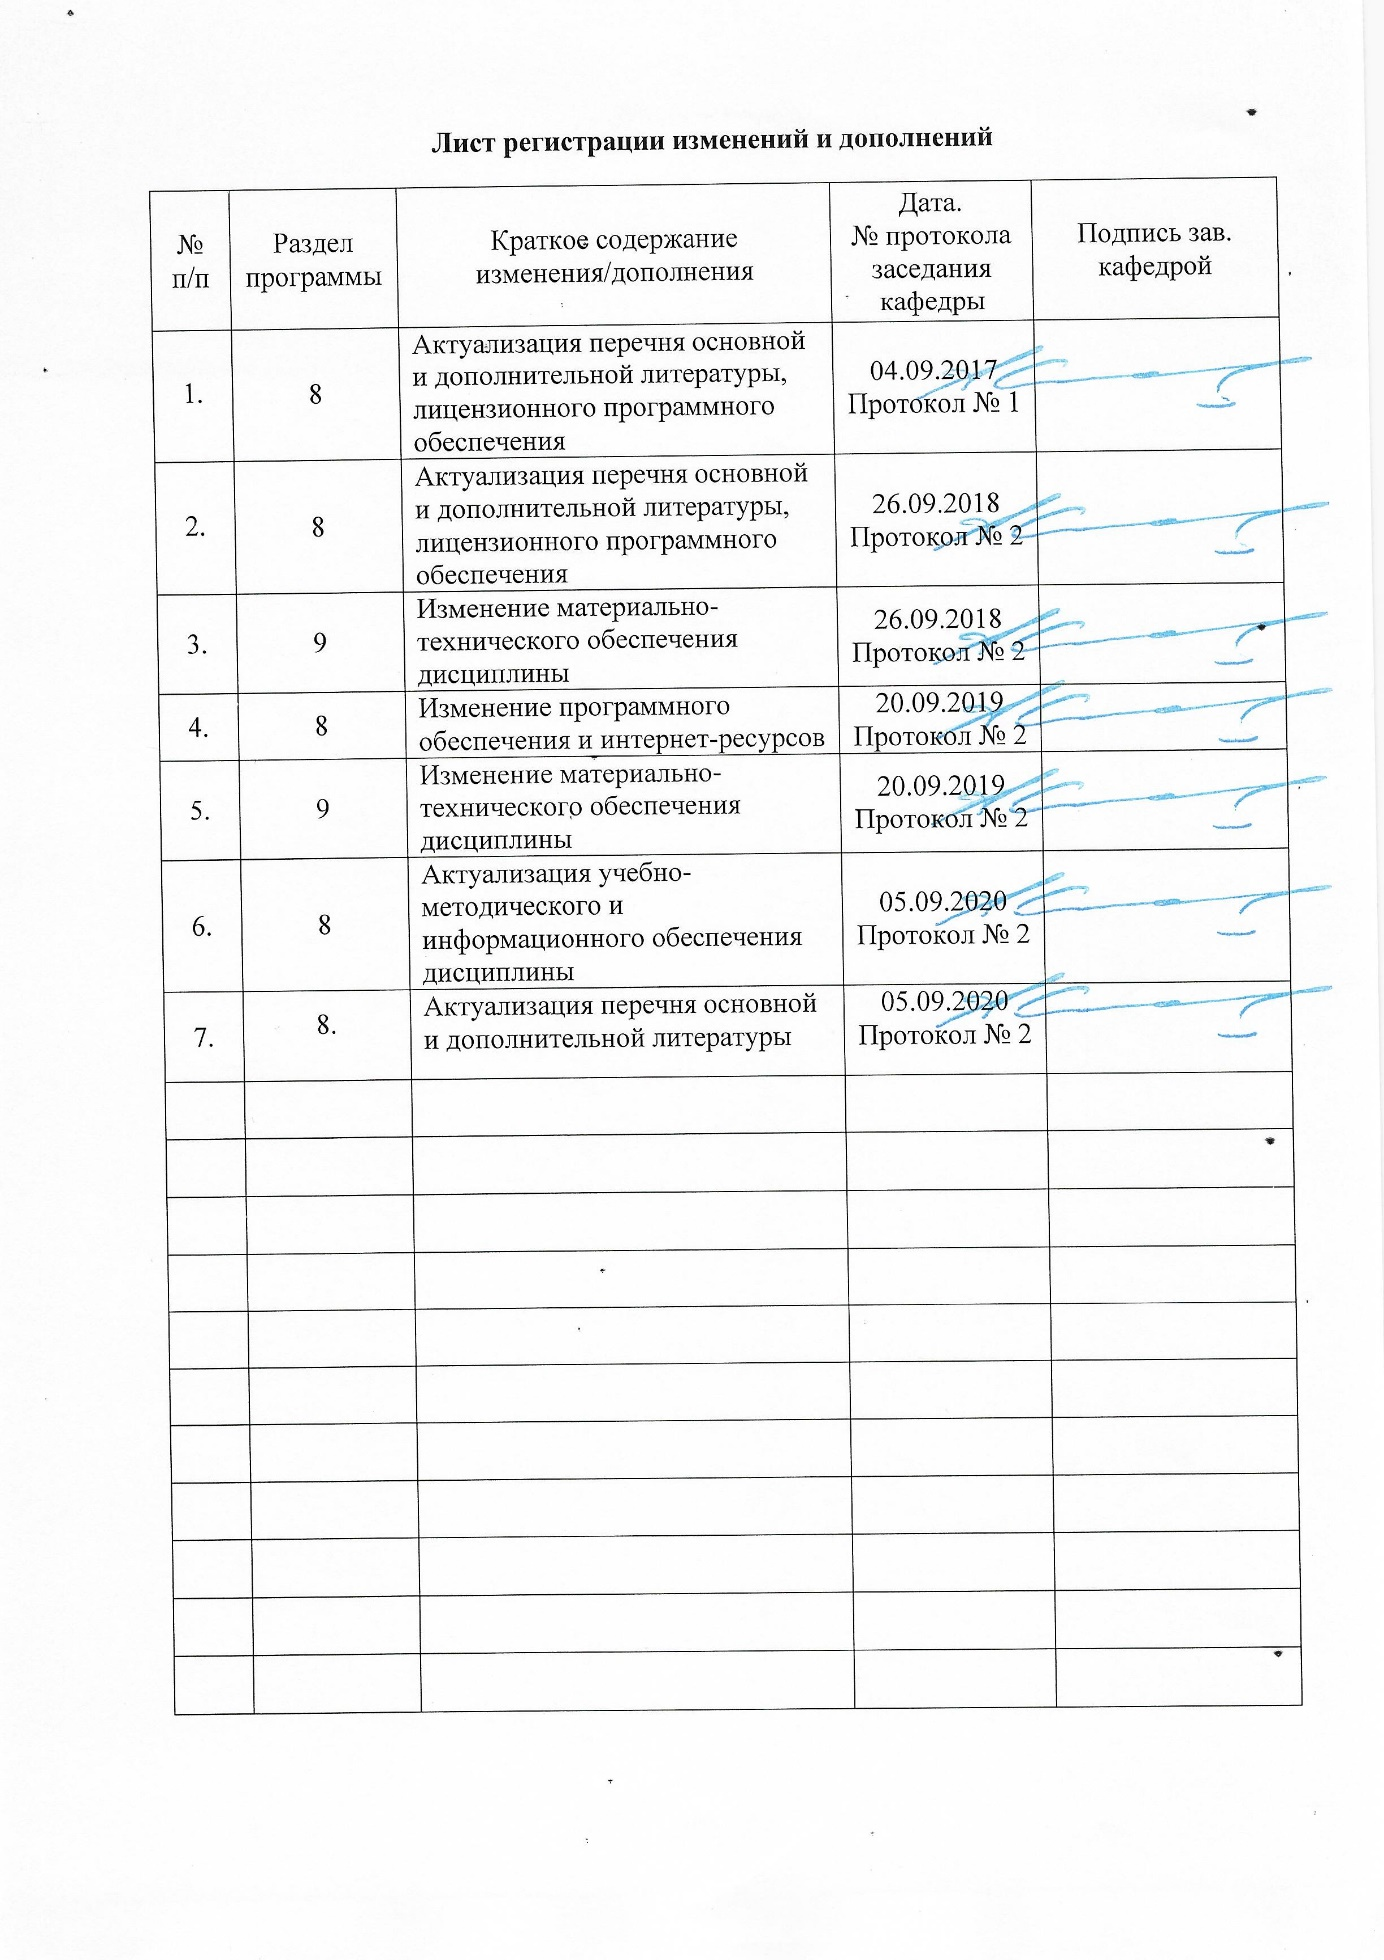 Лист регистрации изменений и дополнений
№
п/п
Раздел
программы
Краткое содержание
изменения/дополнения
Дата.
№ протокола
заседания
кафедры
Подпись зав.
кафедрой
1.
8
Актуализация перечня основной
и дополнительной литературы,
лицензионного программного
обеспечения
04.09.2017
Протокол № 1
2.
8
Актуализация перечня основной
и дополнительной литературы,
лицензионного программного
обеспечения
26.09.2018
Протокол № 2
3.
9
Изменение материально-
технического обеспечения
дисциплины
26.09.2018
Протокол № 2
4.
8
Изменение программного
обеспечения и интернет-ресурсов
20.09.2019
Протокол № 2
5.
9
Изменение материально-
технического обеспечения
дисциплины
20.09.2019
Протокол № 2
6.
8
Актуализация учебно-
методического и
информационного обеспечения
дисциплины
05.09.2020
Протокол № 2
7.
8.
Актуализация перечня основной
и дополнительной литературы
05.09.2020
Протокол № 2